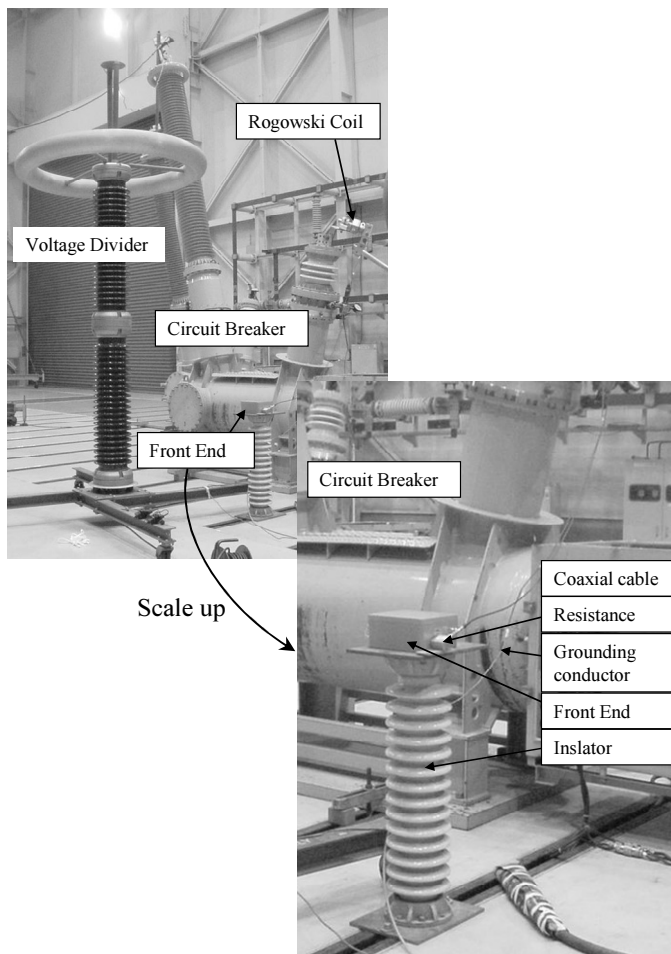 Rogowski Coil
Voltage Divider
Circuit Breaker
Front End
Circuit Breaker
Scale up
Coaxial cable
Resistance
Grounding
conductor
Front End
Inslator